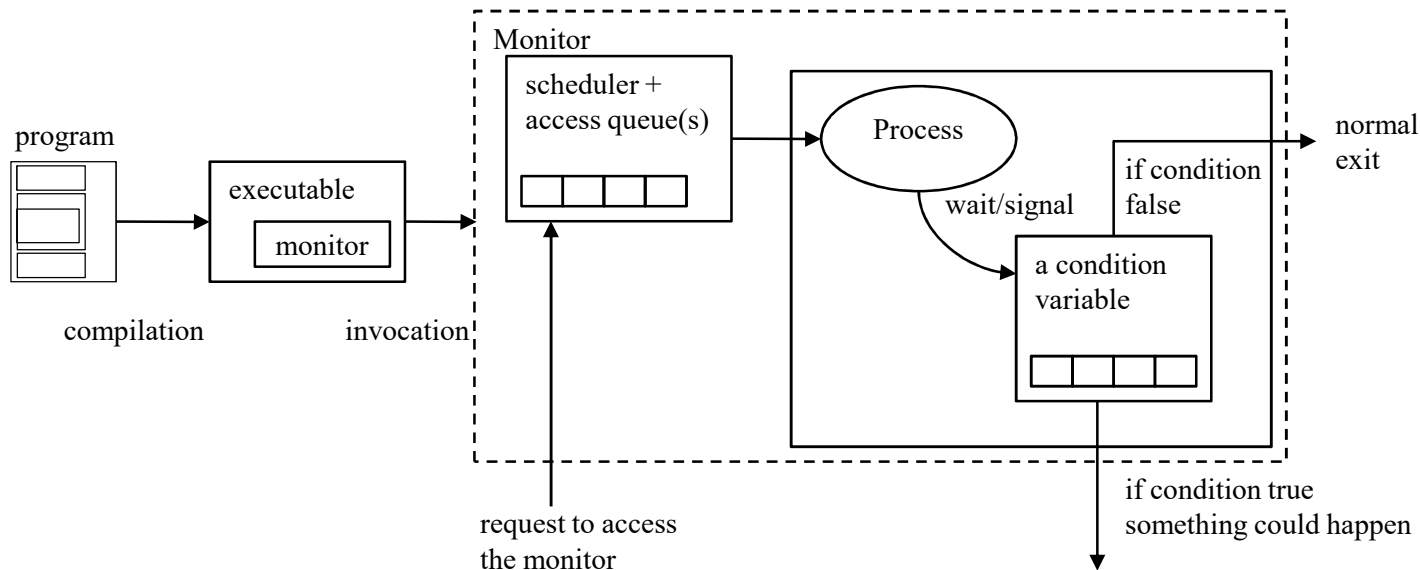 program
executable
monitor
compilation
invocation
Monitor
scheduler +
access queue(s)
request to access
the monitor
Process
wait/signal
a condition
variable
if condition
false
normal
exit
if condition true
something could happen